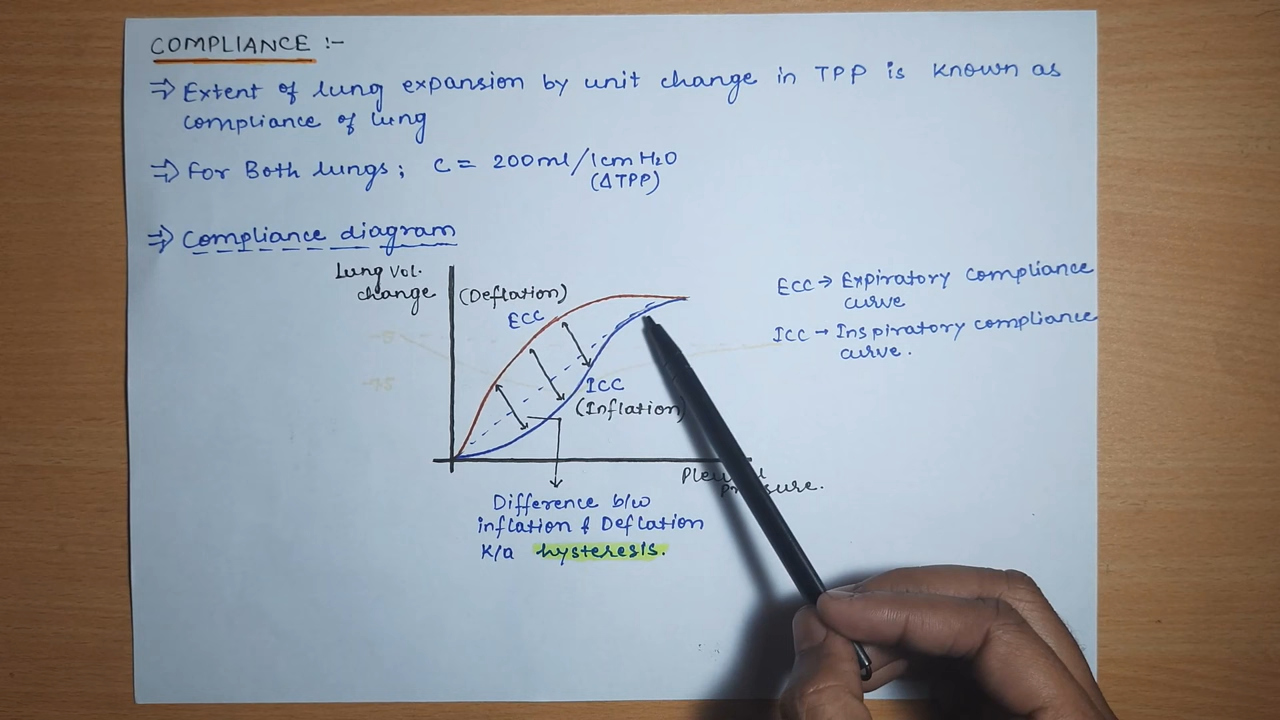 COMPLIANCE :-
⇒ Extent of lung expansion by unit change in TPP is known as
compliance of lung
⇒ For Both lungs; C = 200ml/1cm H2O
(ΔTPP)
⇒ Compliance diagram
Lung Vol.
change
(Deflation)
ECC
ICC
(Inflation)
ECC → Expiratory compliance
curve
ICC → Inspiratory compliance
curve.
Difference b/w
inflation & Deflation
K/a hysteresis.